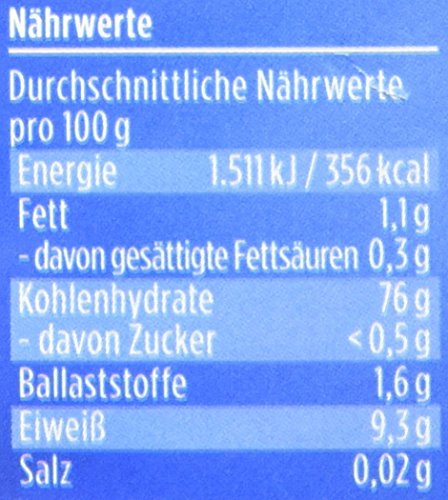 Nährwerte
Durchschnittliche Nährwerte
pro 100 g
Energie 1.511 kJ / 356 kcal
Fett 1,1 g
- davon gesättigte Fettsäuren 0,3 g
Kohlenhydrate 76 g
- davon Zucker < 0,5 g
Ballaststoffe 1,6 g
Eiweiß 9,3 g
Salz 0,02 g